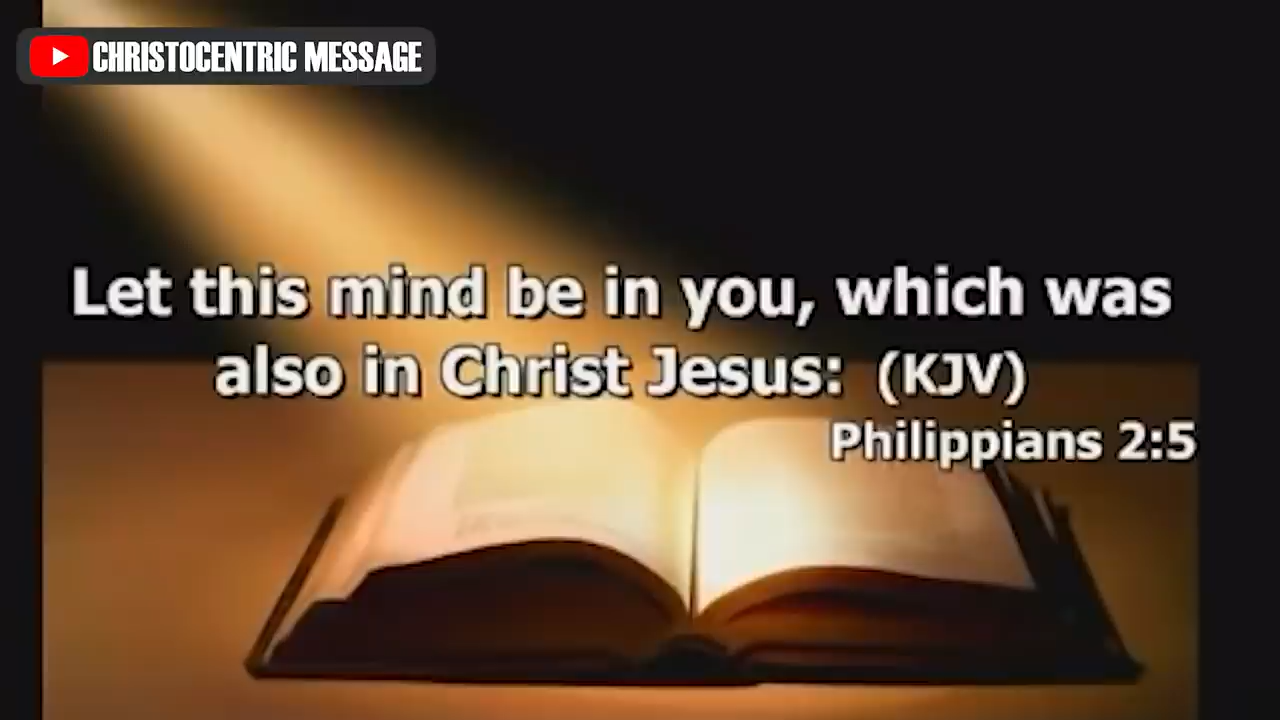 CHRISTOCENTRIC MESSAGE
Let this mind be in you, which was
also in Christ Jesus: (KJV)
Philippians 2:5